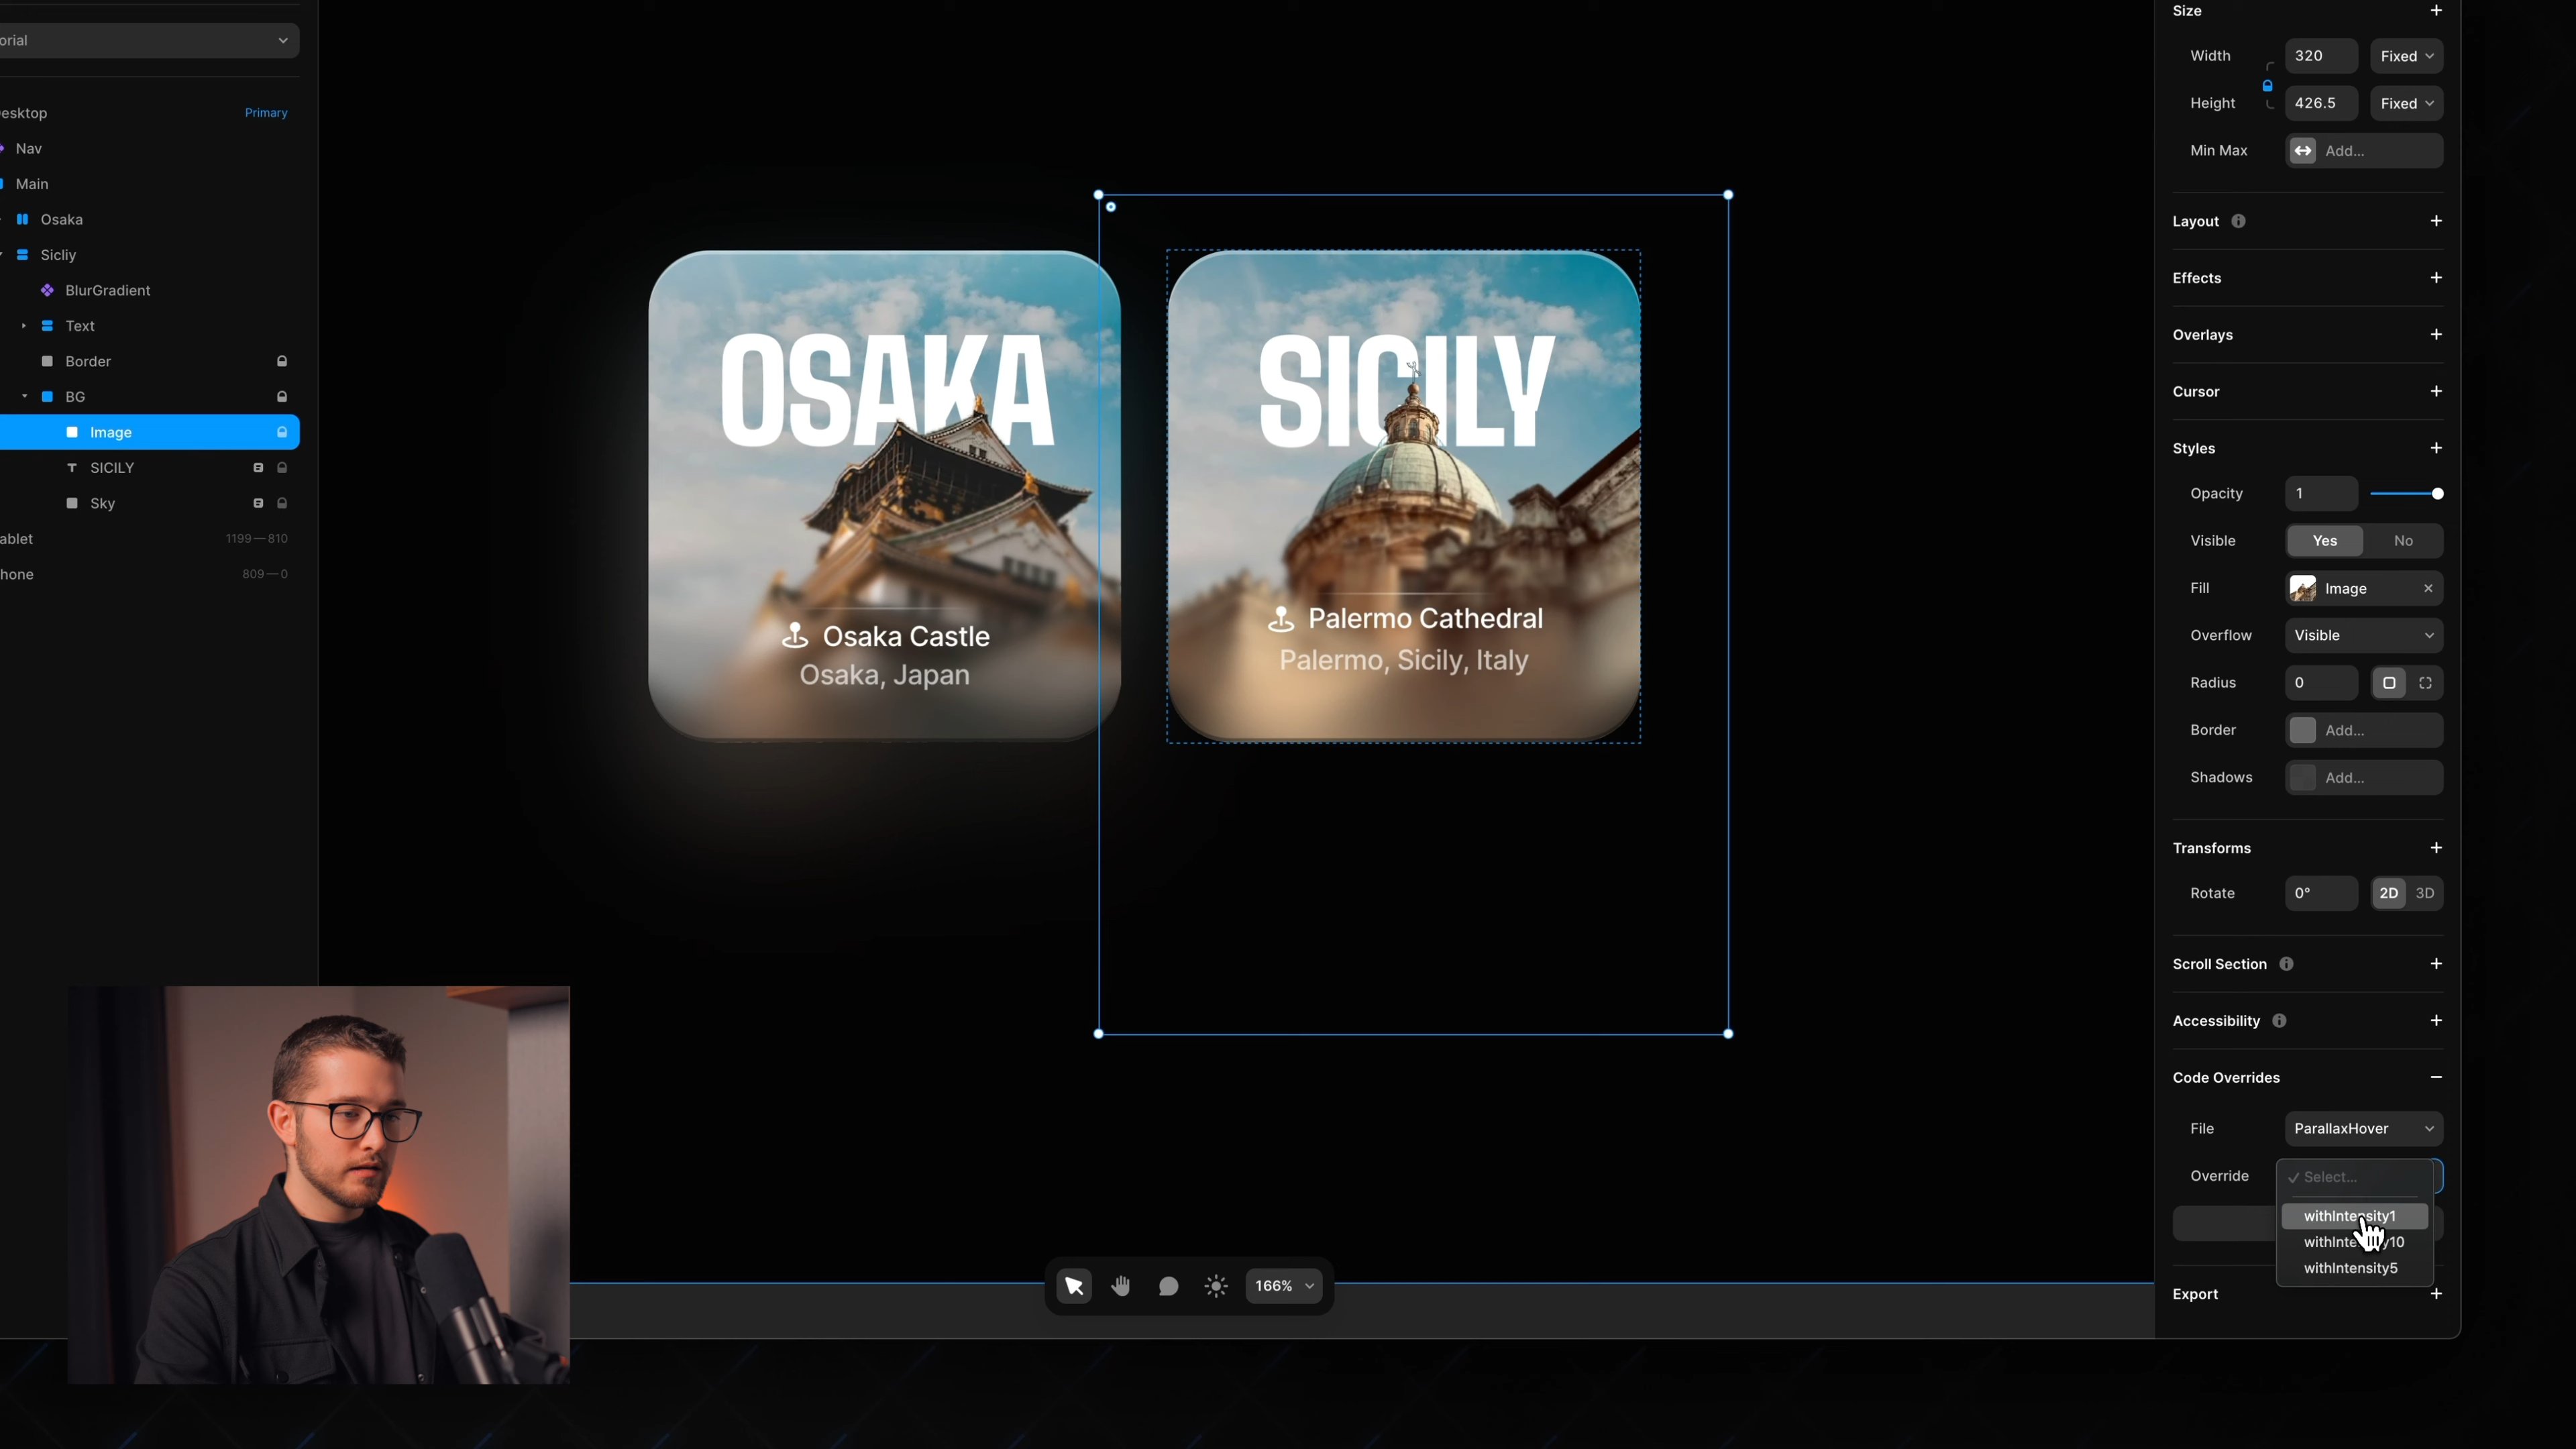 orial
esktop
Primary
Nav
Main
Osaka
Siclîy
BlurGradient
Text
Border
BG
Image
SICILY
Sky
ablet
1199—810
hone
809—0
OSAKA
Osaka Castle
Osaka, Japan
SICILY
Palermo Cathedral
Palermo, Sicily, Italy
166%
Size
Width
320
Fixed
Height
426.5
Fixed
Min Max
Add...
Layout
Effects
Overlays
Cursor
Styles
Opacity
1
Visible
Yes
No
Fill
Image
Overflow
Visible
Radius
0
Border
Add...
Shadows
Add...
Transforms
Rotate
0°
2D
3D
Scroll Section
Accessibility
Code Overrides
File
ParallaxHover
Override
Select...
withIntensity1
withInte y10
withIntensity5
Export